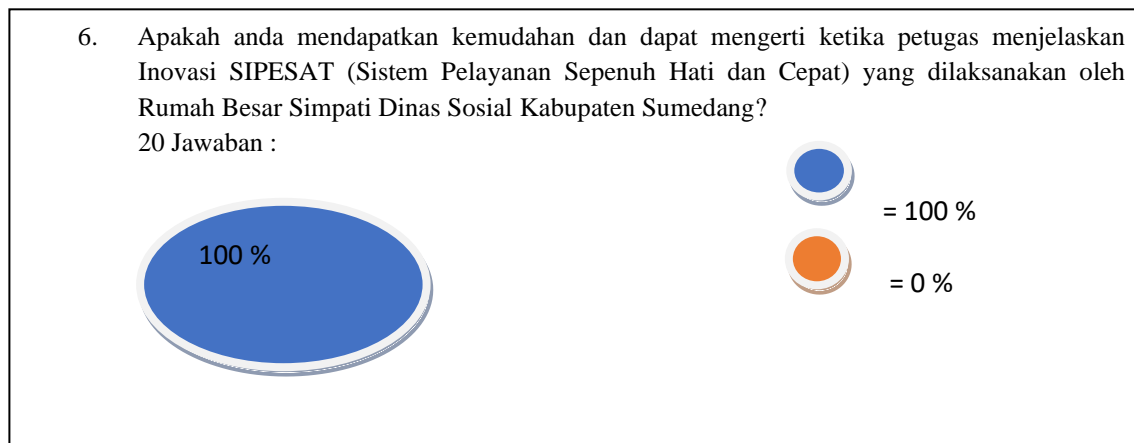 6. Apakah anda mendapatkan kemudahan dan dapat mengerti ketika petugas menjelaskan
Inovasi SIPESAT (Sistem Pelayanan Sepenuh Hati dan Cepat) yang dilaksanakan oleh
Rumah Besar Simpati Dinas Sosial Kabupaten Sumedang?
20 Jawaban :
= 100 %
100 %
= 0 %